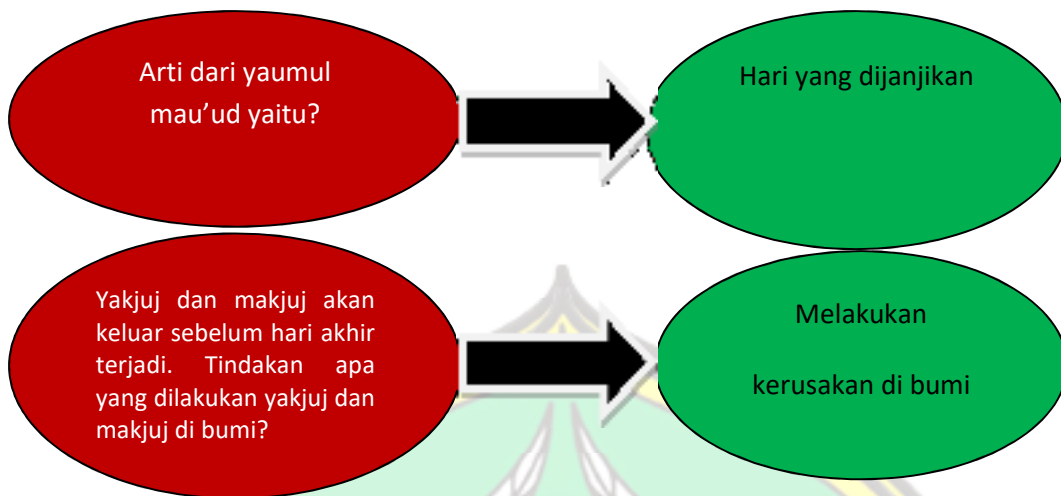 Arti dari yaumul
mau’ud yaitu?
Hari yang dijanjikan
Yakjuj dan makjuj akan
keluar sebelum hari akhir
terjadi. Tindakan apa
yang dilakukan yakjuj dan
makjuj di bumi?
Melakukan
kerusakan di bumi